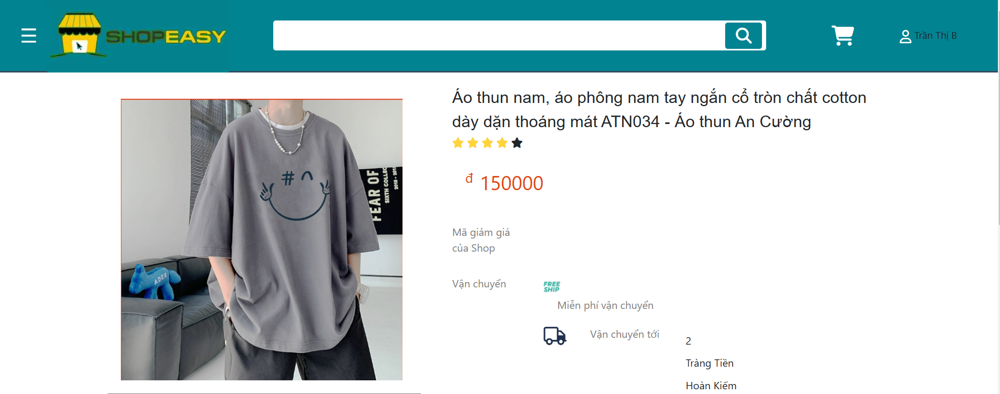 SHOPEASY
Trần Thị B
Áo thun nam, áo phông nam tay ngắn cổ tròn chất cotton
dày dặn thoáng mát ATN034 - Áo thun An Cường
đ 150000
Mã giảm giá
của Shop
Vận chuyển
FREE
SHIP
Miễn phí vận chuyển
Vận chuyển tới
2
Tràng Tiền
Hoàn Kiếm
# ^
FEAR OF
SIXTH COLLEC
2018 - 201
ADER